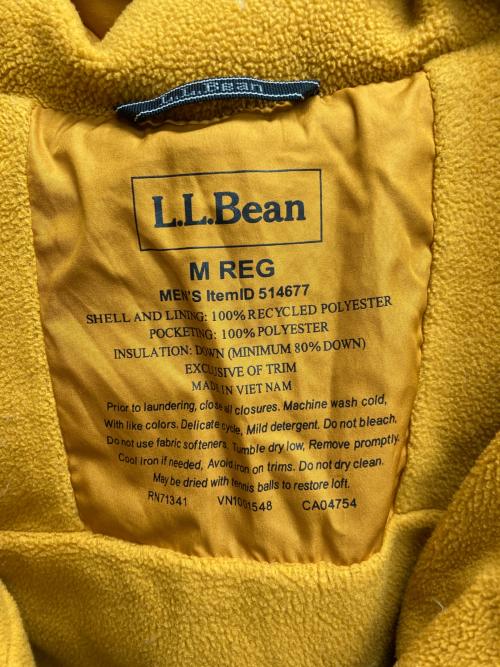 L.L.Bean
L.L.Bean
M REG
MEN'S ItemID 514677
SHELL AND LINING: 100% RECYCLED POLYESTER
POCKETING: 100% POLYESTER
INSULATION: DOWN (MINIMUM 80% DOWN)
EXCLUSIVE OF TRIM
MADE IN VIET NAM
Prior to laundering, close all closures. Machine wash cold,
With like colors. Delicate cycle, Mild detergent. Do not bleach.
Do not use fabric softeners. Tumble dry low, Remove promptly.
Cool iron if needed, Avoid iron on trims. Do not dry clean.
May be dried with tennis balls to restore loft.
RN71341 VN1001548 CA04754